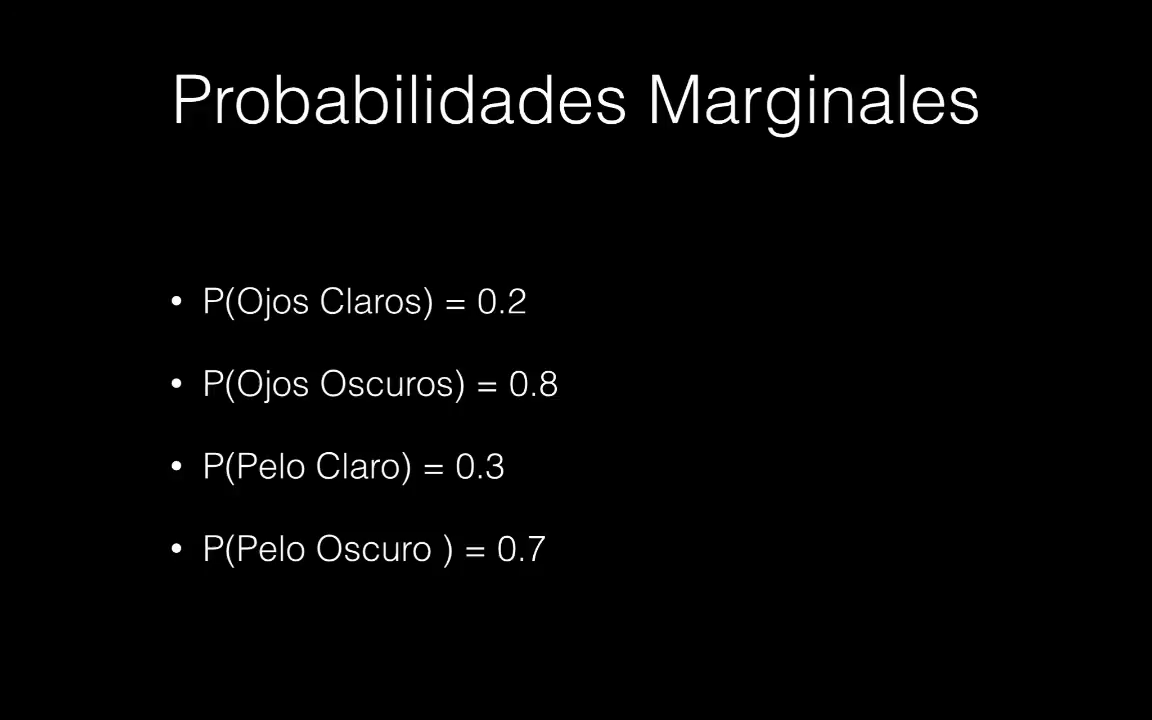 Probabilidades Marginales
• P(Ojos Claros) = 0.2
• P(Ojos Oscuros) = 0.8
• P(Pelo Claro) = 0.3
• P(Pelo Oscuro ) = 0.7